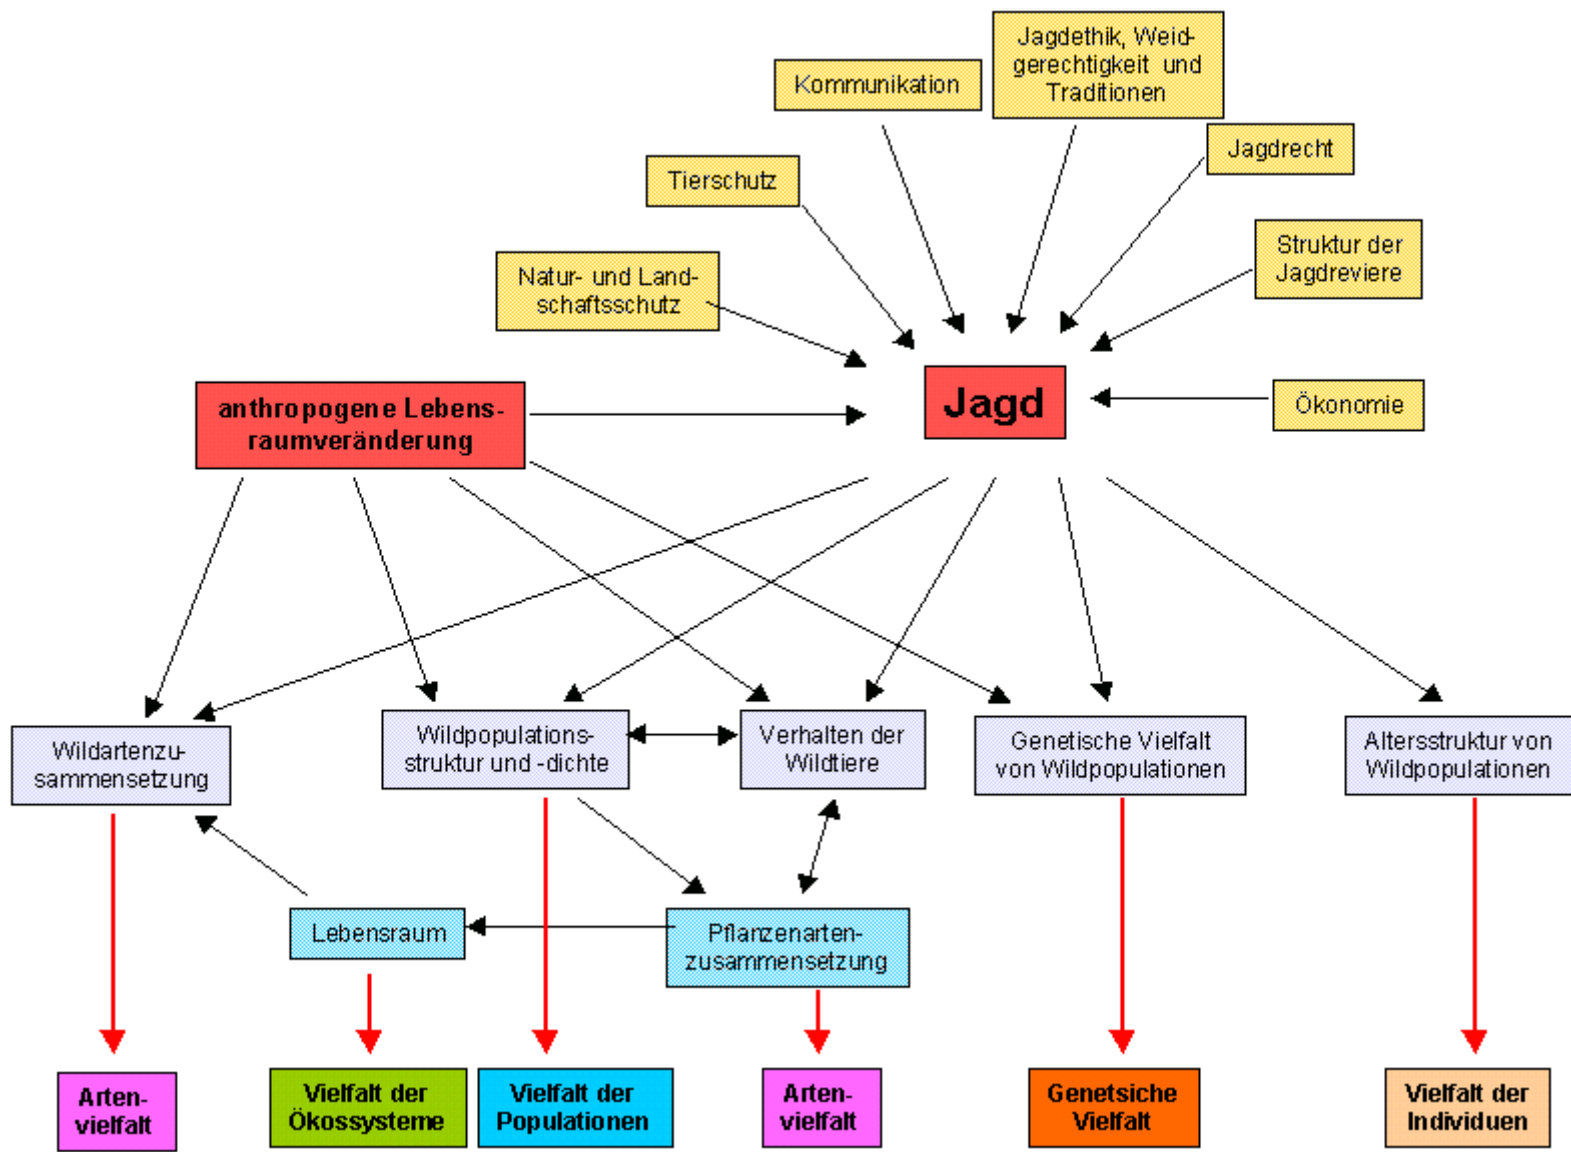 Jagdethik, Weid-
gerechtigkeit und
Traditionen
Kommunikation
Jagdrecht
Tierschutz
Struktur der
Jagdreviere
Natur- und Land-
schaftsschutz
anthropogene Lebens-
raumveränderung
Jagd
Ökonomie
Wildartenzu-
sammensetzung
Wildpopulations-
struktur und -dichte
Verhalten der
Wildtiere
Genetische Vielfalt
von Wildpopulationen
Altersstruktur von
Wildpopulationen
Lebensraum
Pflanzenarten-
zusammensetzung
Arten-
vielfalt
Vielfalt der
Ökossysteme
Vielfalt der
Populationen
Arten-
vielfalt
Genetsiche
Vielfalt
Vielfalt der
Individuen